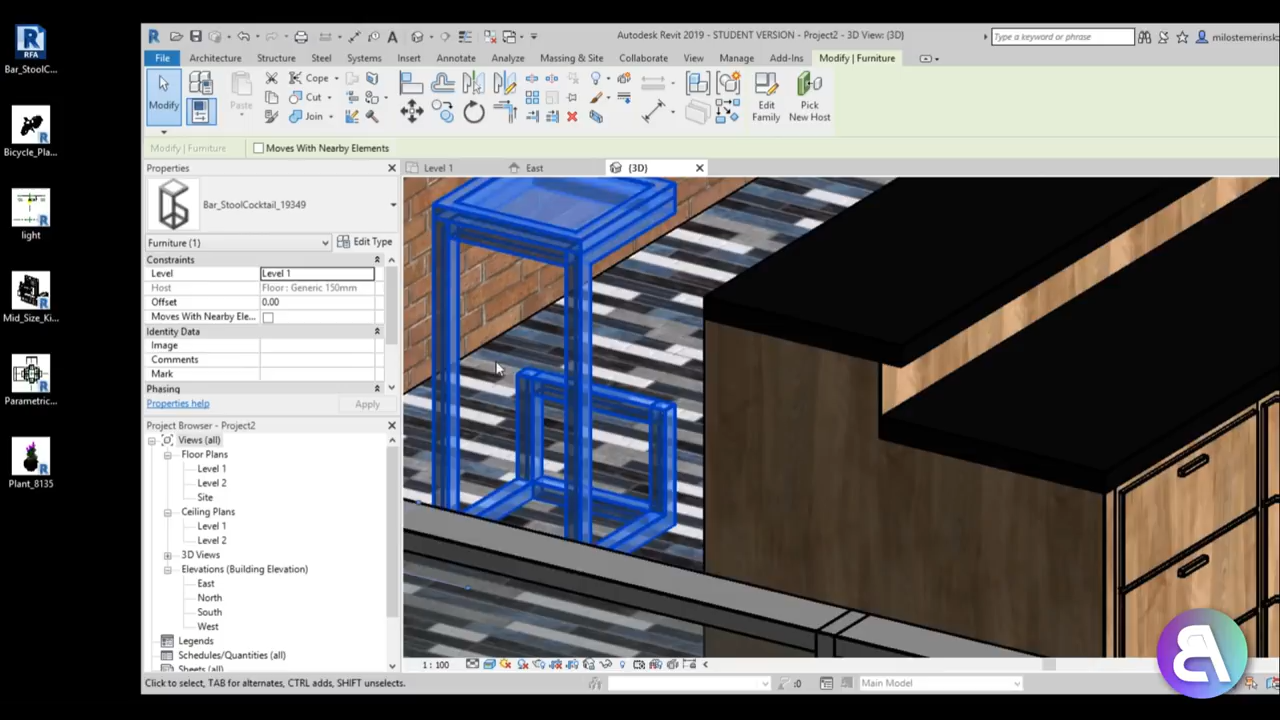 Autodesk Revit 2019 - STUDENT VERSION - Project2 - 3D View: {3D}
Type a keyword or phrase
milostemerinsk
File Architecture Structure Steel Systems Insert Annotate Analyze Massing & Site Collaborate View Manage Add-Ins Modify | Furniture
Modify
Paste
Cope
Cut
Join
Edit Family
Pick New Host
Modify | Furniture
Moves With Nearby Elements
Properties
Level 1
East
{3D}
Bar_StoolCocktail_19349
Furniture (1)
Edit Type
Constraints
Level Level 1
Host Floor : Generic 150mm
Offset 0.00
Moves With Nearby Ele...
Identity Data
Image
Comments
Mark
Phasing
Properties help
Apply
Project Browser - Project2
Views (all)
Floor Plans
Level 1
Level 2
Site
Ceiling Plans
Level 1
Level 2
3D Views
Elevations (Building Elevation)
East
North
South
West
Legends
Schedules/Quantities (all)
Sheets (all)
1 : 100
Click to select, TAB for alternates, CTRL adds, SHIFT unselects.
:0
Main Model
RFA
Bar_StoolC...
Bicycle_Pla...
light
Mid_Size_Ki...
Parametric...
Plant_8135